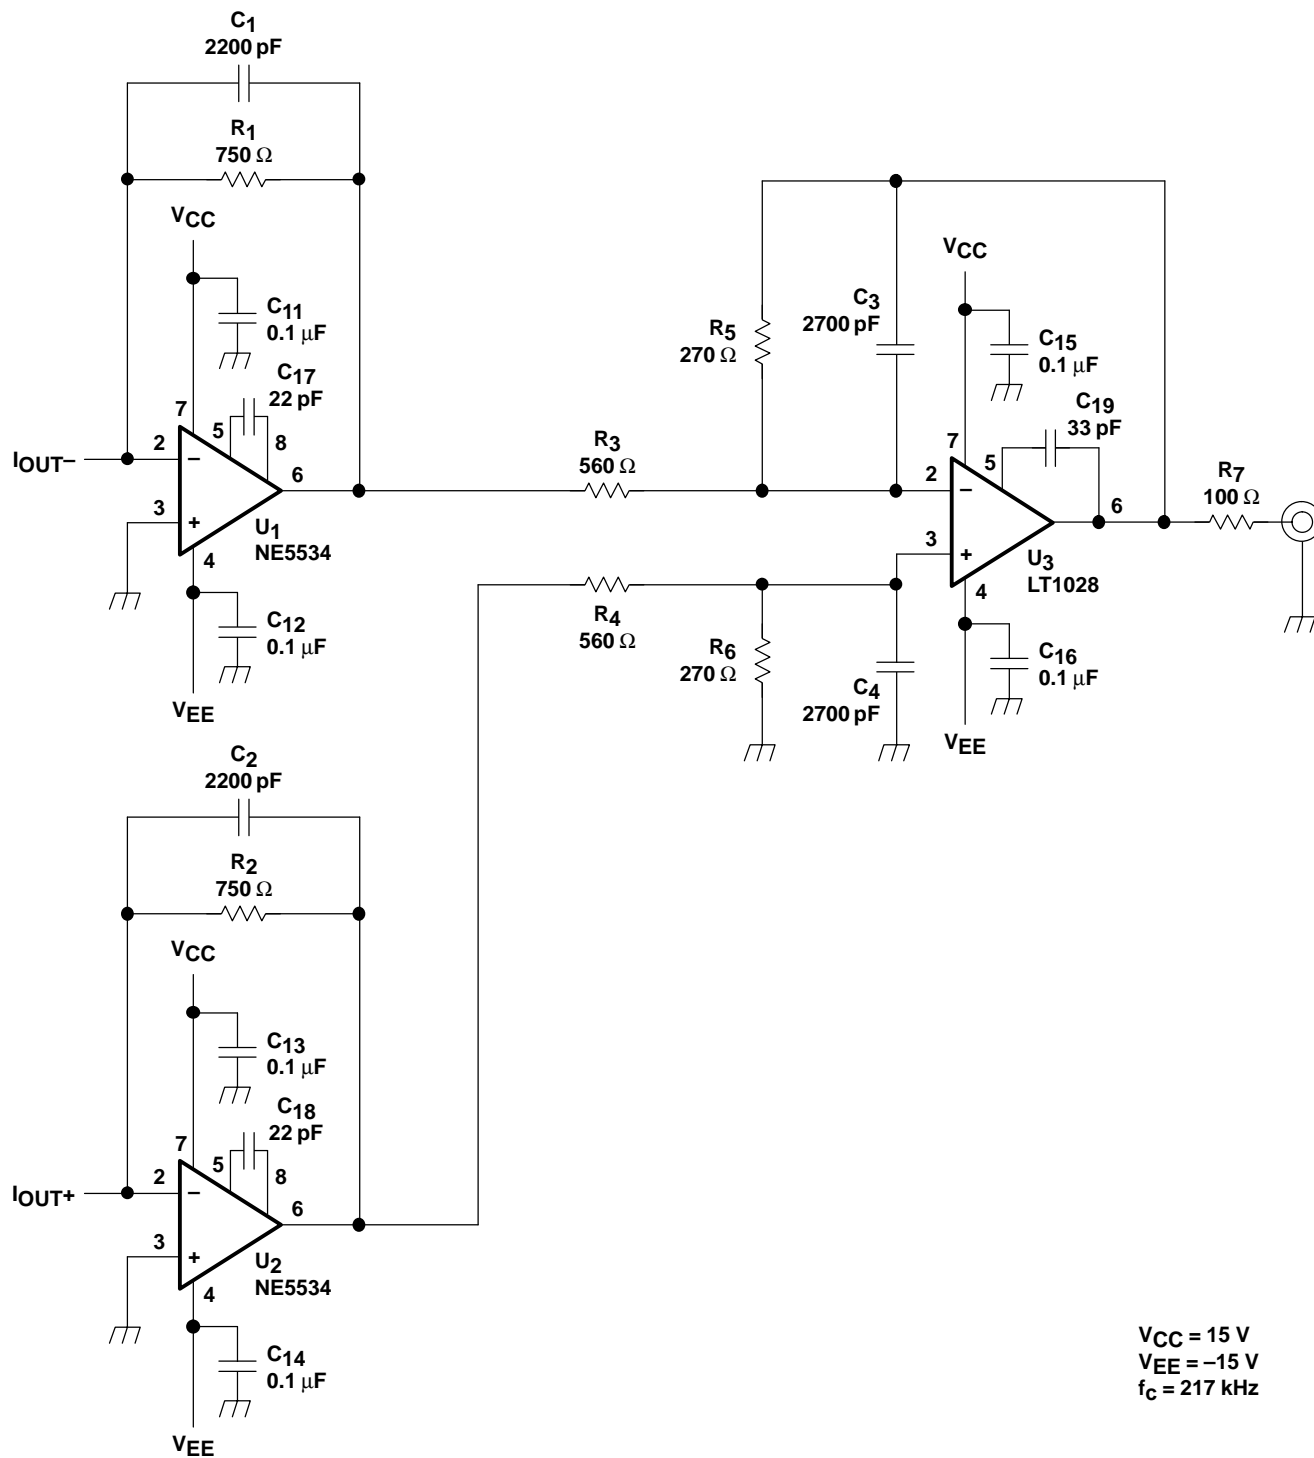 C1
2200 pF
R1
750 Ω
VCC
C11
0.1 μF
C17
22 pF
7
5
8
2
–
IOUT–
6
3
+
U1
NE5534
4
C12
0.1 μF
VEE
R3
560 Ω
R5
270 Ω
C3
2700 pF
VCC
C15
0.1 μF
C19
33 pF
7
5
2
–
6
R7
100 Ω
3
+
U3
LT1028
4
R4
560 Ω
R6
270 Ω
C4
2700 pF
C16
0.1 μF
VEE
C2
2200 pF
R2
750 Ω
VCC
C13
0.1 μF
C18
22 pF
7
5
8
2
–
IOUT+
6
3
+
U2
NE5534
4
C14
0.1 μF
VEE
VCC = 15 V
VEE = –15 V
fc = 217 kHz